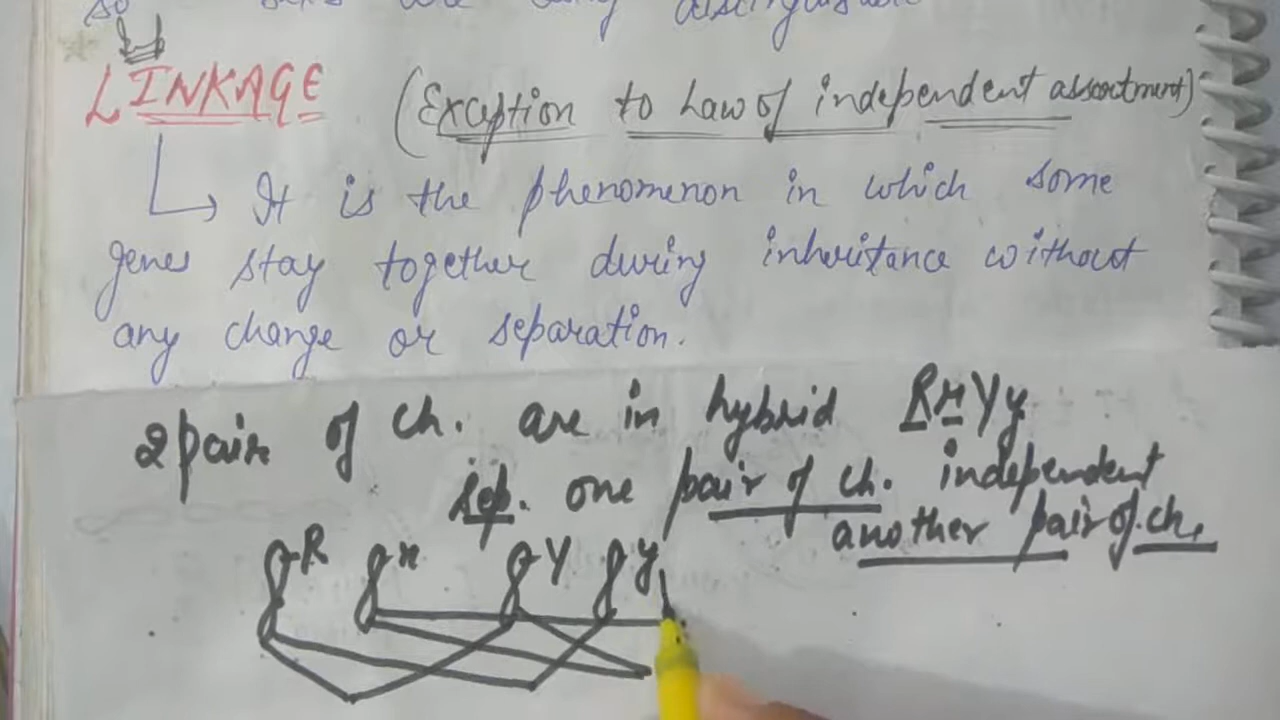 LINKAGE (Exception to Law of independent assortment)
It is the phenomenon in which some
genes stay together during inheritance without
any change or separation.
2 pair of ch. are in hybrid RrYy
sep. one pair of ch. independent
another pair of ch.
R r Y y